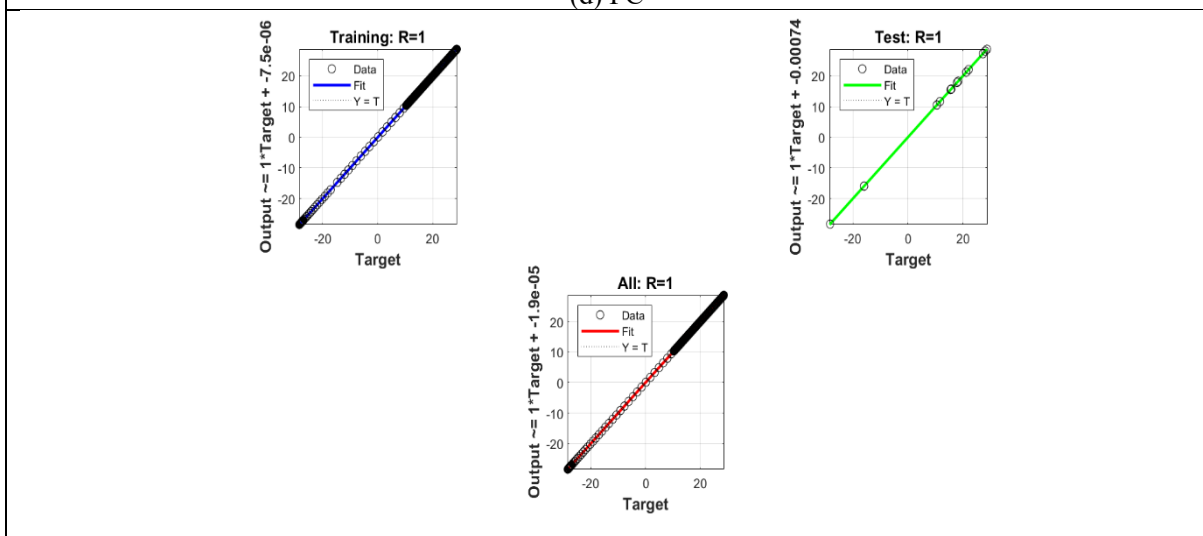 (d) PC
Training: R=1
Output ~= 1*Target + -7.5e-06
Data
Fit
Y = T
20
10
0
-10
-20
-20 0 20
Target
Test: R=1
Output ~= 1*Target + -0.00074
Data
Fit
Y = T
20
10
0
-10
-20
-20 0 20
Target
All: R=1
Output ~= 1*Target + -1.9e-05
Data
Fit
Y = T
20
10
0
-10
-20
-20 0 20
Target